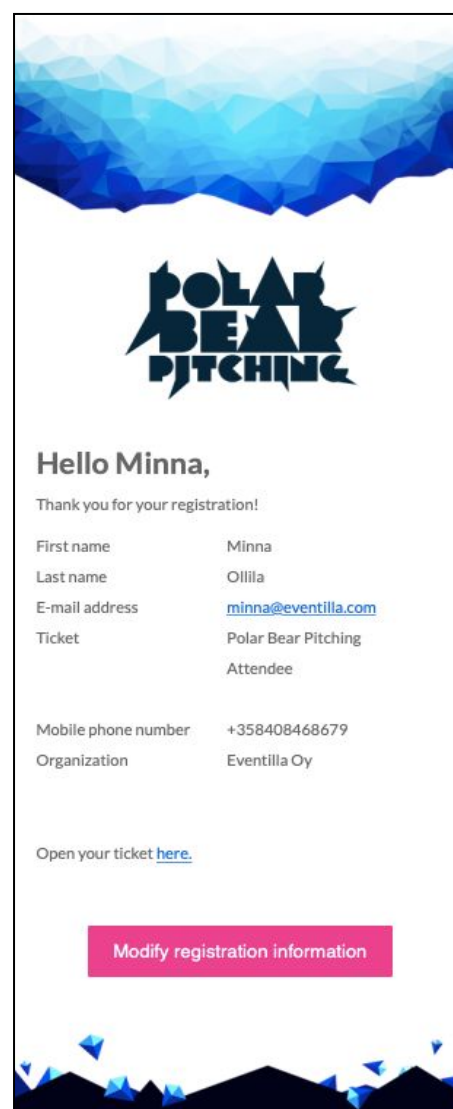 POLAR
BEAR
PITCHING
Hello Minna,
Thank you for your registration!
First name Minna
Last name Ollila
E-mail address minna@eventilla.com
Ticket Polar Bear Pitching
Attendee
Mobile phone number +358408468679
Organization Eventilla Oy
Open your ticket here.
Modify registration information